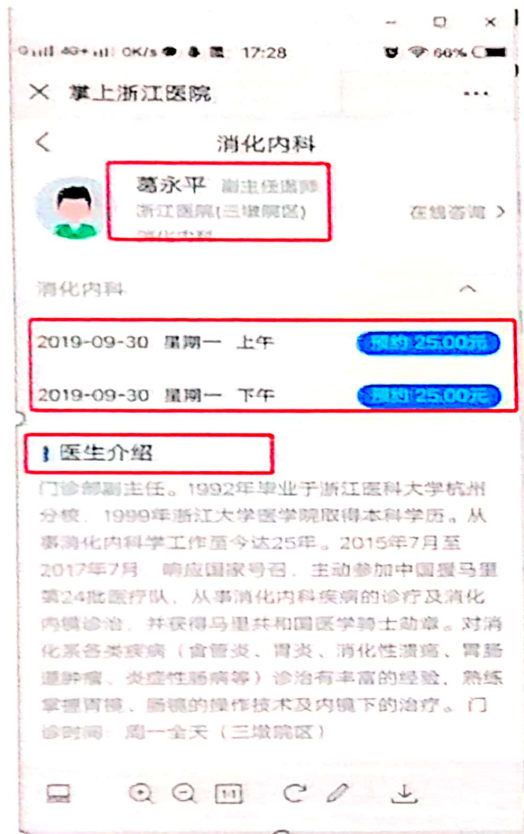 4G+ 0K/s 17:28 66%
掌上浙江医院
消化内科
葛永平 副主任医师
浙江医院(三墩院区)
在线咨询
消化内科
消化内科
2019-09-30 星期一 上午 预约 25.00元
2019-09-30 星期一 下午 预约 25.00元
医生介绍
门诊部副主任。1992年毕业于浙江医科大学杭州
分校，1999年浙江大学医学院取得本科学历。从
事消化内科学工作至今达25年。2015年7月至
2017年7月 响应国家号召，主动参加中国援马里
第24批医疗队，从事消化内科疾病的诊疗及消化
内镜诊治，并获得马里共和国医学骑士勋章。对消
化系各类疾病（食管炎、胃炎、消化性溃疡、胃肠
道肿瘤、炎症性肠病等）诊治有丰富的经验，熟练
掌握胃镜、肠镜的操作技术及内镜下的治疗。门
诊时间：周一全天（三墩院区）
1:1